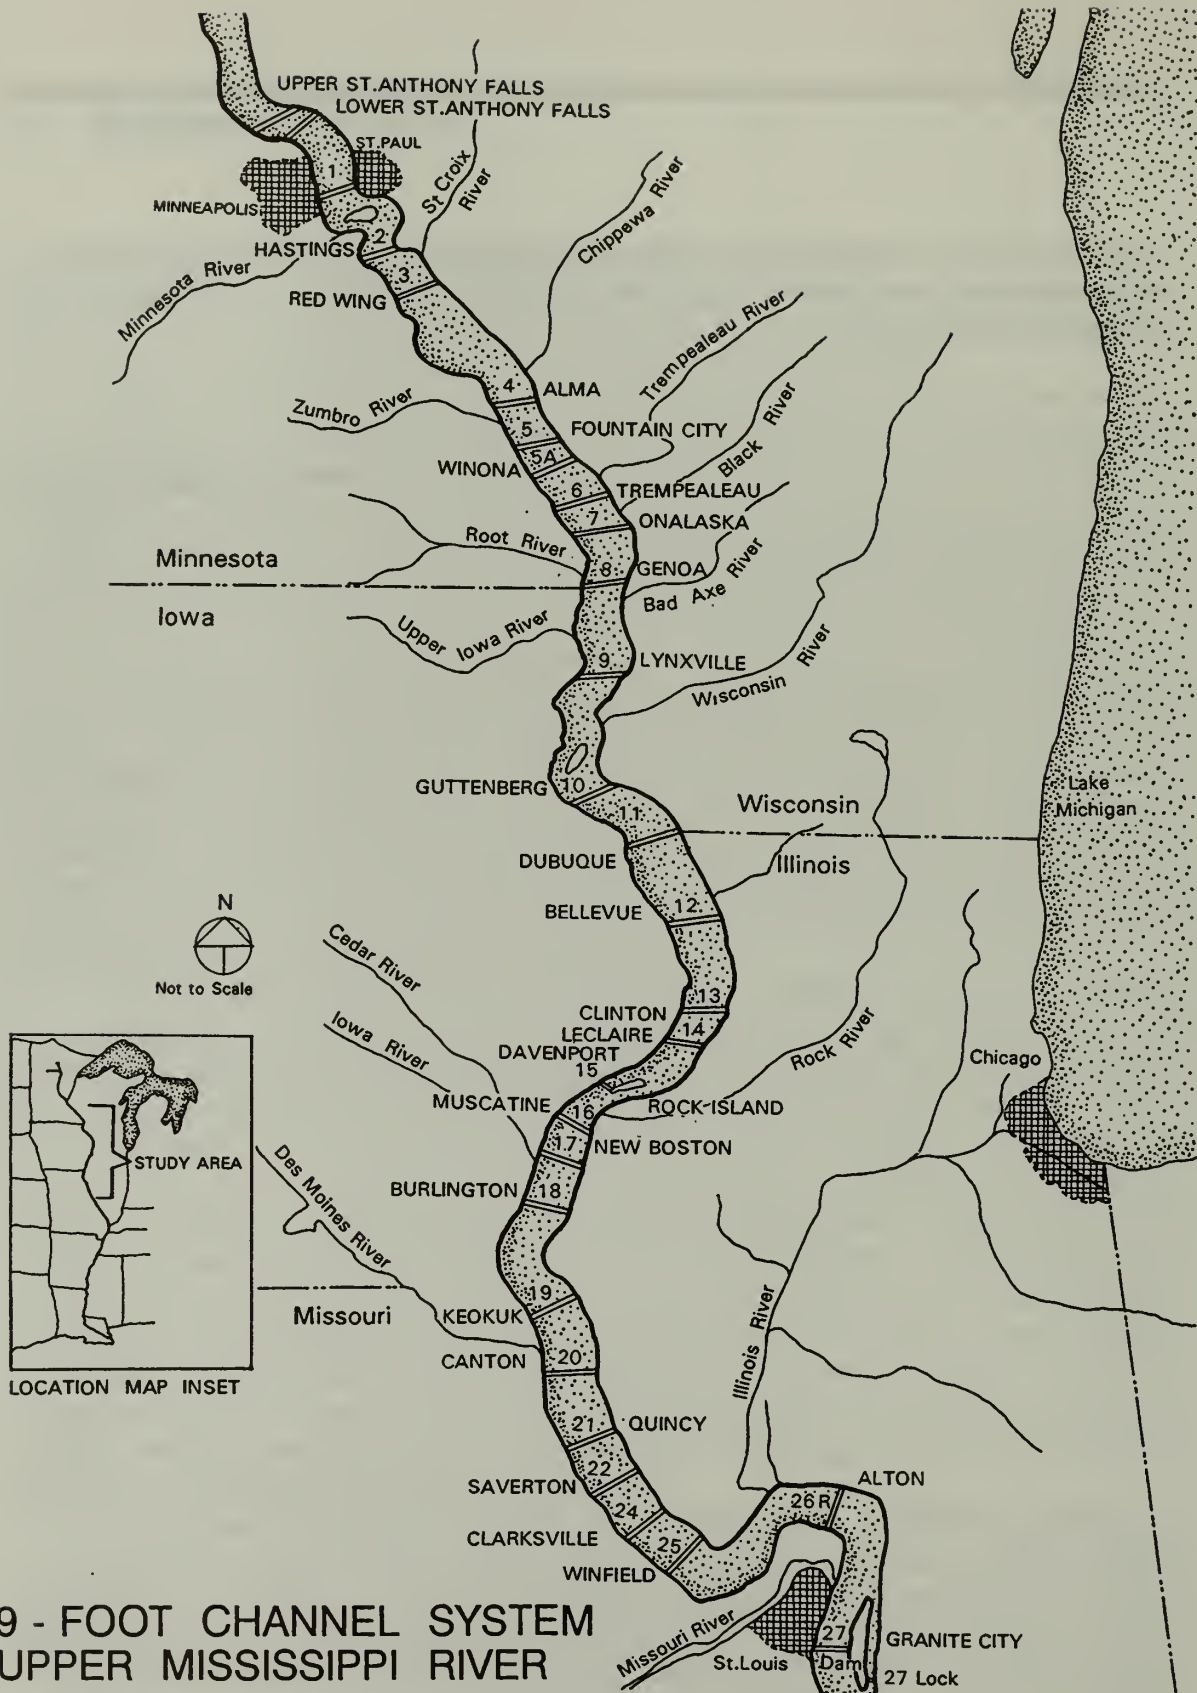 UPPER ST.ANTHONY FALLS
LOWER ST.ANTHONY FALLS
ST.PAUL
1
MINNEAPOLIS
St Croix
River
Chippewa River
2
HASTINGS
3
Minnesota River
RED WING
Trempealeau River
4
ALMA
Zumbro River
5
FOUNTAIN CITY
5A
WINONA
Black River
6
TREMPEALEAU
7
ONALASKA
Root River
Minnesota
8
GENOA
Bad Axe River
Iowa
Upper Iowa River
9
LYNXVILLE
Wisconsin River
GUTTENBERG
10
11
Wisconsin
Lake
Michigan
DUBUQUE
Illinois
12
BELLEVUE
N
Not to Scale
Cedar River
Iowa River
13
CLINTON
LECLAIRE
14
DAVENPORT
15
Rock River
Chicago
MUSCATINE
16
ROCK ISLAND
17
NEW BOSTON
STUDY AREA
Des Moines River
BURLINGTON
18
19
Missouri
KEOKUK
Illinois River
CANTON
20
LOCATION MAP INSET
21
QUINCY
22
SAVERTON
ALTON
26R
24
CLARKSVILLE
25
WINFIELD
9 - FOOT CHANNEL SYSTEM
UPPER MISSISSIPPI RIVER
Missouri River
St.Louis
27
Dam
GRANITE CITY
27 Lock